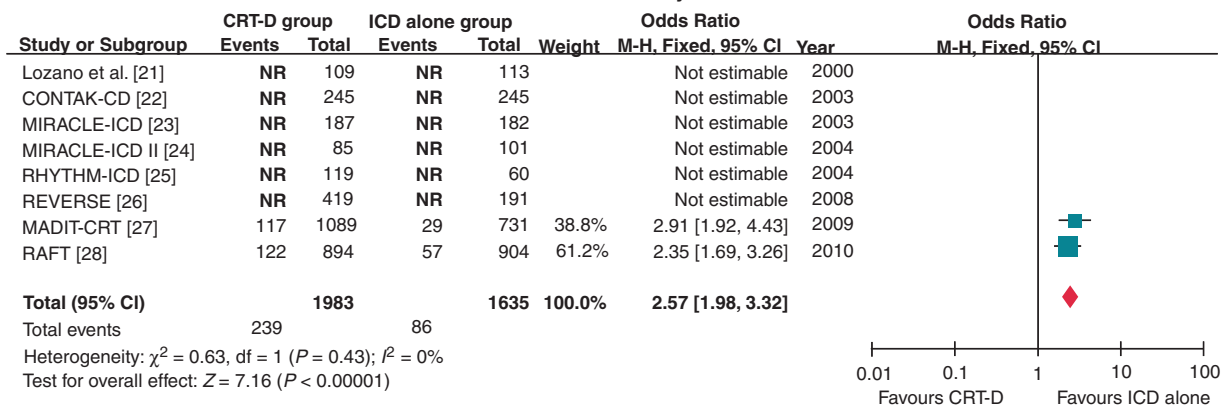 CRT-D group ICD alone group Odds Ratio Odds Ratio
Study or Subgroup Events Total Events Total Weight M-H, Fixed, 95% CI Year M-H, Fixed, 95% CI
Lozano et al. [21] NR 109 NR 113 Not estimable 2000
CONTAK-CD [22] NR 245 NR 245 Not estimable 2003
MIRACLE-ICD [23] NR 187 NR 182 Not estimable 2003
MIRACLE-ICD II [24] NR 85 NR 101 Not estimable 2004
RHYTHM-ICD [25] NR 119 NR 60 Not estimable 2004
REVERSE [26] NR 419 NR 191 Not estimable 2008
MADIT-CRT [27] 117 1089 29 731 38.8% 2.91 [1.92, 4.43] 2009
RAFT [28] 122 894 57 904 61.2% 2.35 [1.69, 3.26] 2010
Total (95% CI) 1983 1635 100.0% 2.57 [1.98, 3.32]
Total events 239 86
Heterogeneity: χ² = 0.63, df = 1 (P = 0.43); I² = 0%
Test for overall effect: Z = 7.16 (P < 0.00001)
0.01 0.1 1 10 100
Favours CRT-D Favours ICD alone